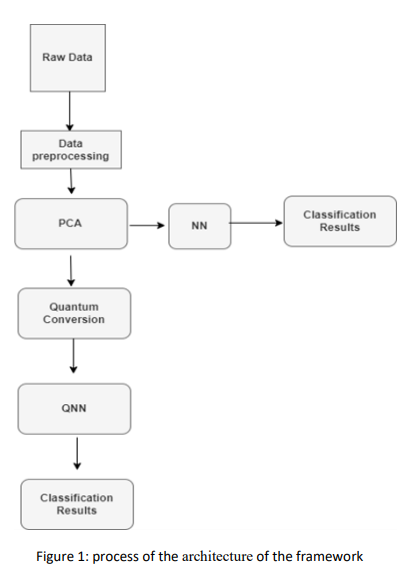 Raw Data
Data
preprocessing
PCA
NN
Classification
Results
Quantum
Conversion
QNN
Classification
Results
Figure 1: process of the architecture of the framework